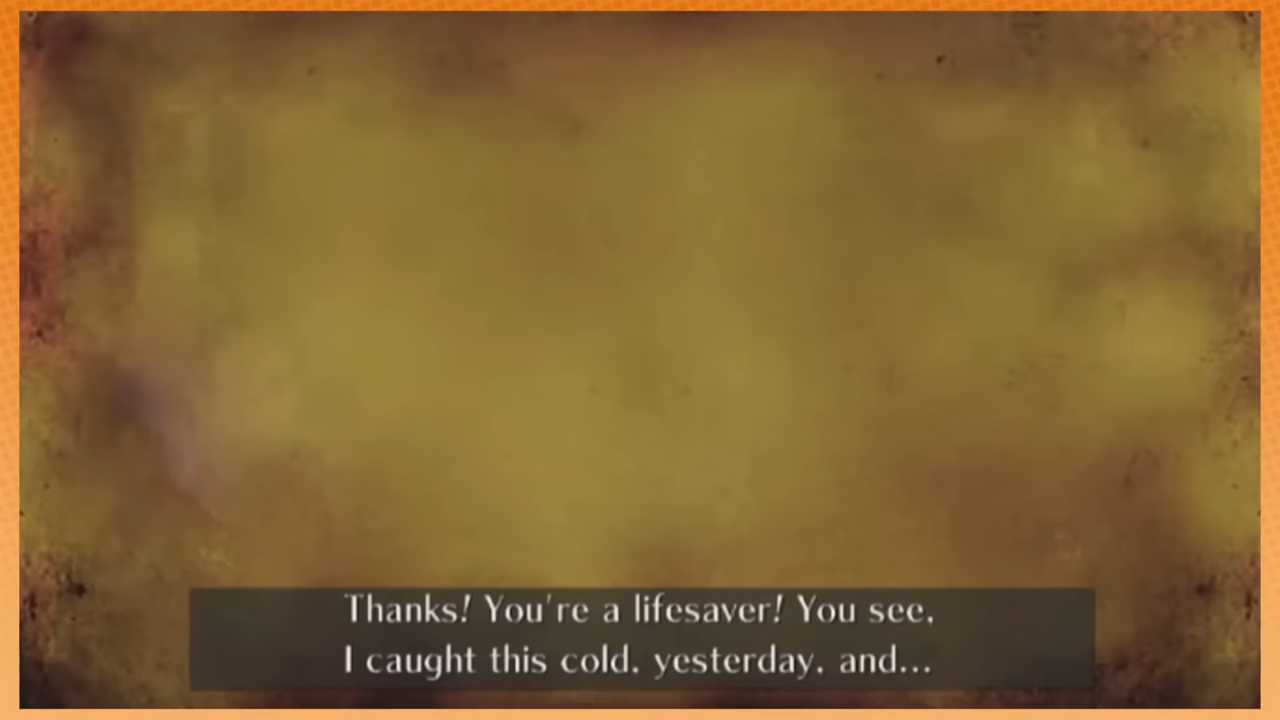 Thanks! You're a lifesaver! You see,
I caught this cold, yesterday, and...